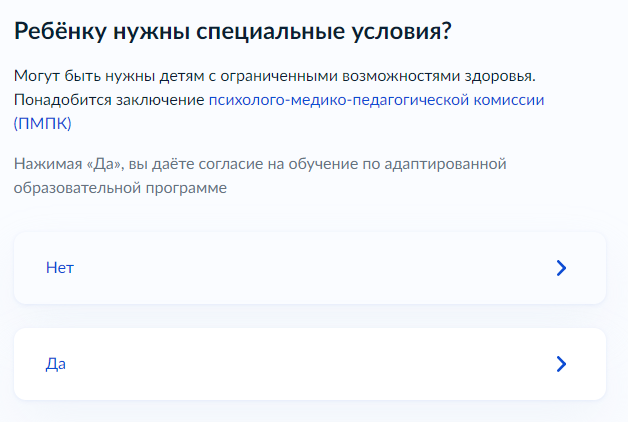 Ребёнку нужны специальные условия?
Могут быть нужны детям с ограниченными возможностями здоровья.
Понадобится заключение психолого-медико-педагогической комиссии
(ПМПК)
Нажимая «Да», вы даёте согласие на обучение по адаптированной
образовательной программе
Нет
Да